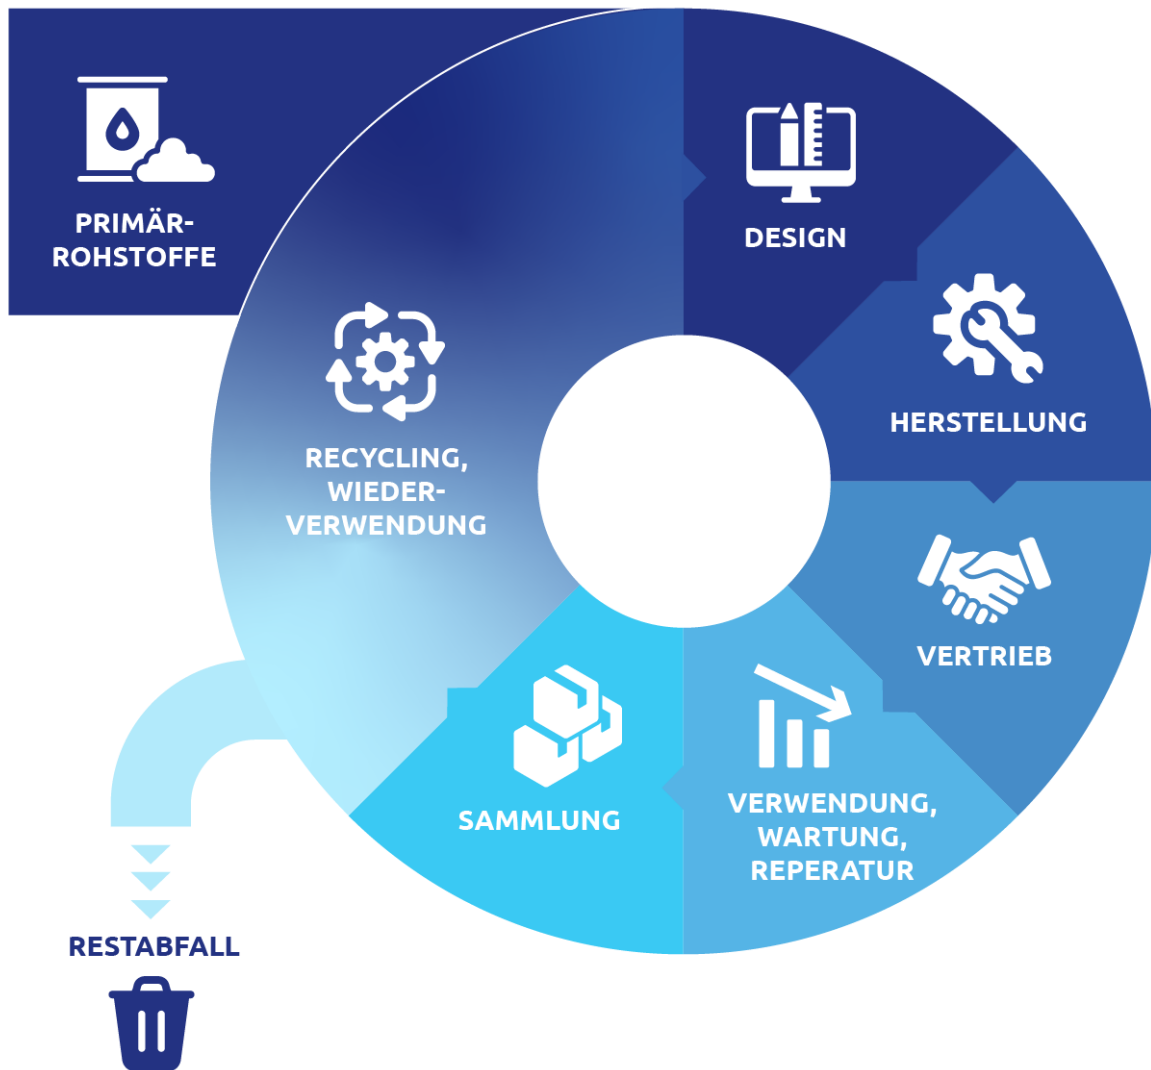 PRIMÄR-
ROHSTOFFE
DESIGN
HERSTELLUNG
VERTRIEB
VERWENDUNG,
WARTUNG,
REPERATUR
SAMMLUNG
RECYCLING,
WIEDER-
VERWENDUNG
RESTABFALL